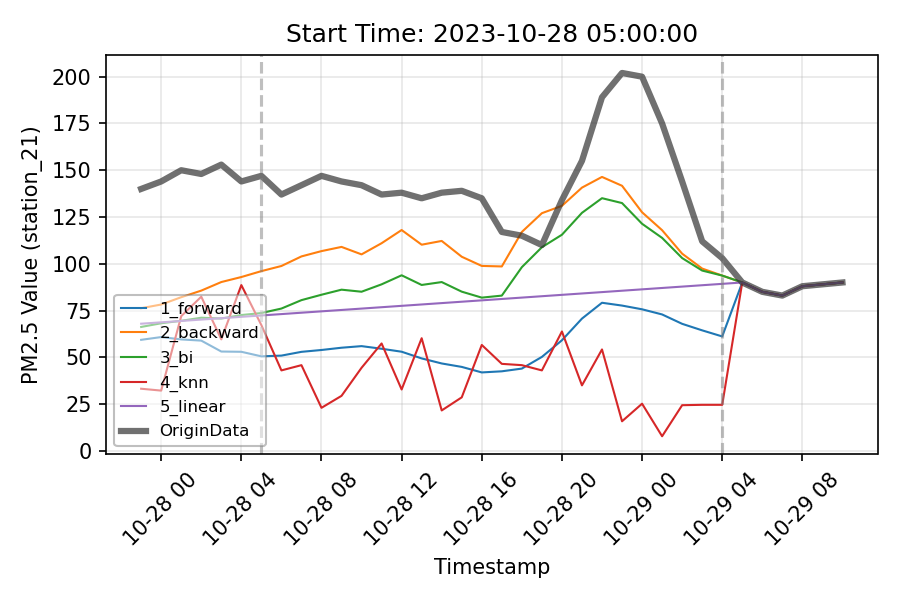 Start Time: 2023-10-28 05:00:00
PM2.5 Value (station_21)
200
175
150
125
100
75
50
25
0
1_forward
2_backward
3_bi
4_knn
5_linear
OriginData
10-28 00
10-28 04
10-28 08
10-28 12
10-28 16
10-28 20
10-29 00
10-29 04
10-29 08
Timestamp